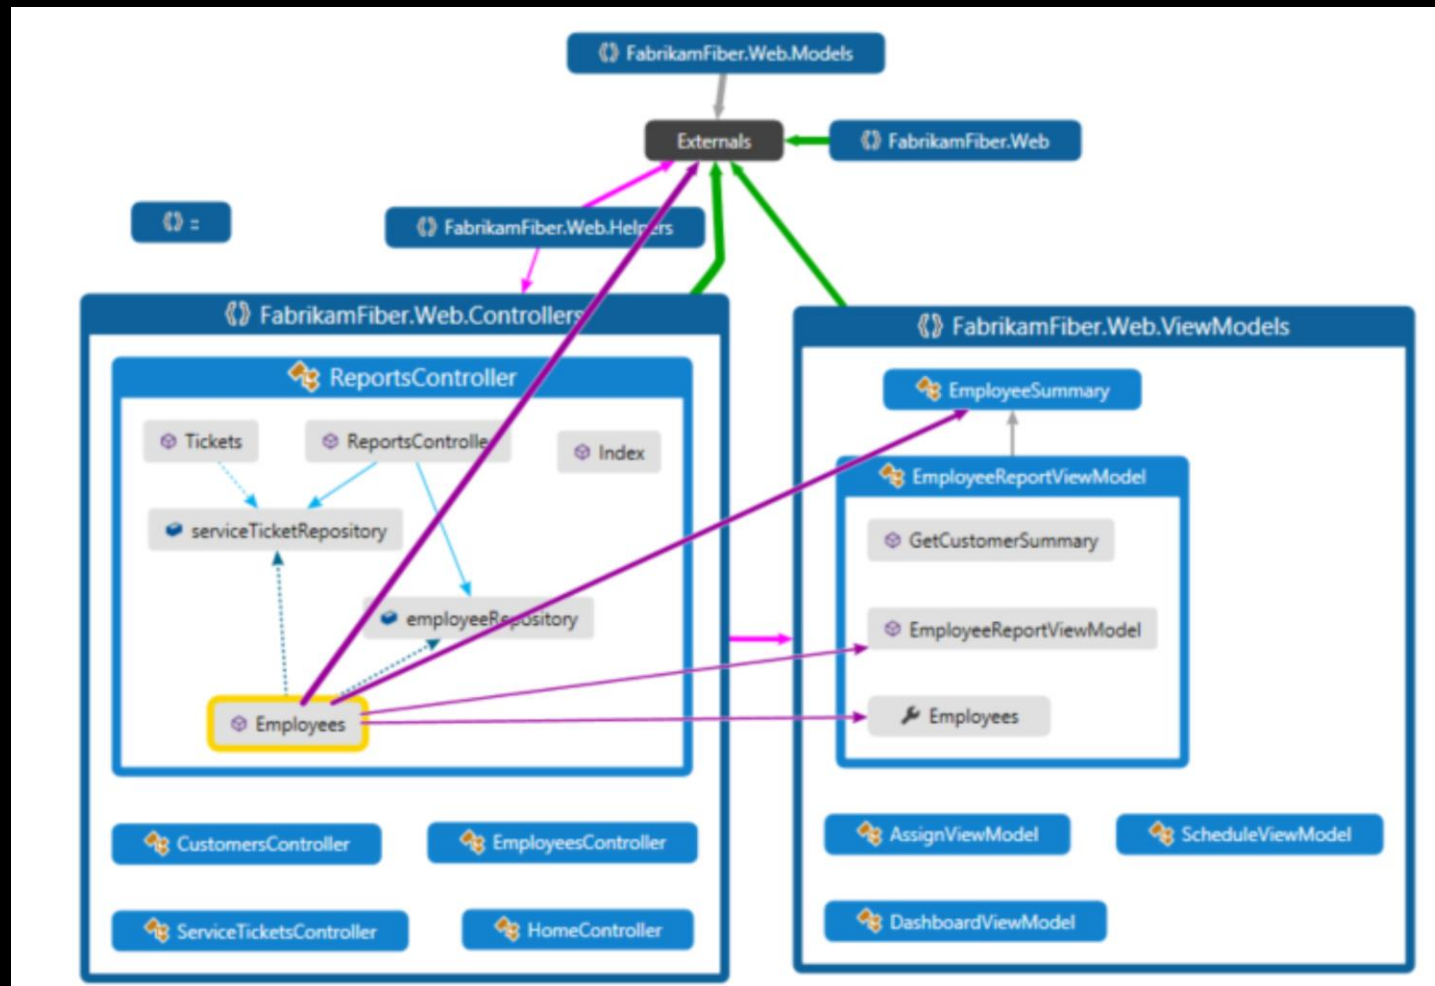 FabrikamFiber.Web.Models
Externals
FabrikamFiber.Web
=
FabrikamFiber.Web.Helpers
FabrikamFiber.Web.Controllers
FabrikamFiber.Web.ViewModels
ReportsController
EmployeeSummary
Tickets
ReportsControlle
Index
EmployeeReportViewModel
serviceTicketRepository
GetCustomerSummary
employeeRepository
EmployeeReportViewModel
Employees
Employees
CustomersController
EmployeesController
AssignViewModel
ScheduleViewModel
ServiceTicketsController
HomeController
DashboardViewModel